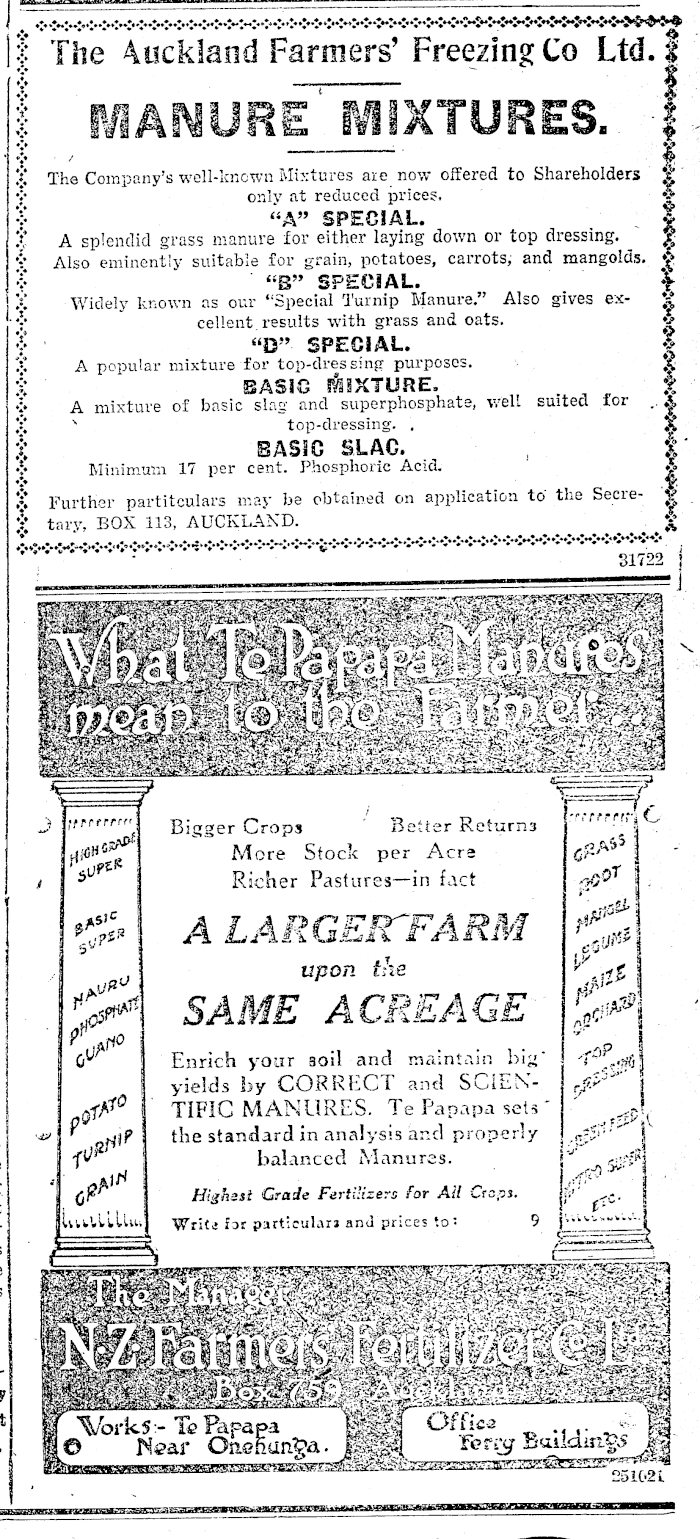 The Auckland Farmers' Freezing Co Ltd.
MANURE MIXTURES.
The Company's well-known Mixtures are now offered to Shareholders
only at reduced prices.
"A" SPECIAL.
A splendid grass manure for either laying down or top dressing.
Also eminently suitable for grain, potatoes, carrots, and mangolds.
"B" SPECIAL.
Widely known as our "Special Turnip Manure." Also gives ex-
cellent results with grass and oats.
"D" SPECIAL.
A popular mixture for top-dressing purposes.
BASIC MIXTURE.
A mixture of basic slag and superphosphate, well suited for
top-dressing.
BASIC SLAC.
Minimum 17 per cent. Phosphoric Acid.
Further partitculars may be obtained on application to the Secre-
tary, BOX 113, AUCKLAND.
31722
What Te Papapa Manures
mean to the Farmer..
HIGH GRADE
SUPER
BASIC
SUPER
NAURU
PHOSPHATE
GUANO
POTATO
TURNIP
GRAIN
Bigger Crops Better Returns
More Stock per Acre
Richer Pastures—in fact
A LARGER FARM
upon the
SAME ACREAGE
Enrich your soil and maintain big
yields by CORRECT and SCIEN-
TIFIC MANURES. Te Papapa sets
the standard in analysis and properly
balanced Manures.
Highest Grade Fertilizers for All Crops.
Write for particulars and prices to: 9
GRASS
ROOT
MANGEL
LEGUME
MAIZE
ORCHARD
TOP
DRESSING
GREEN FEED
NITRO SUPER
ETC.
The Manager
N.Z. Farmers Fertilizer Co Ltd
Box 759 Auckland
Works:- Te Papapa
Near Onehunga.
Office
Ferry Buildings
251021